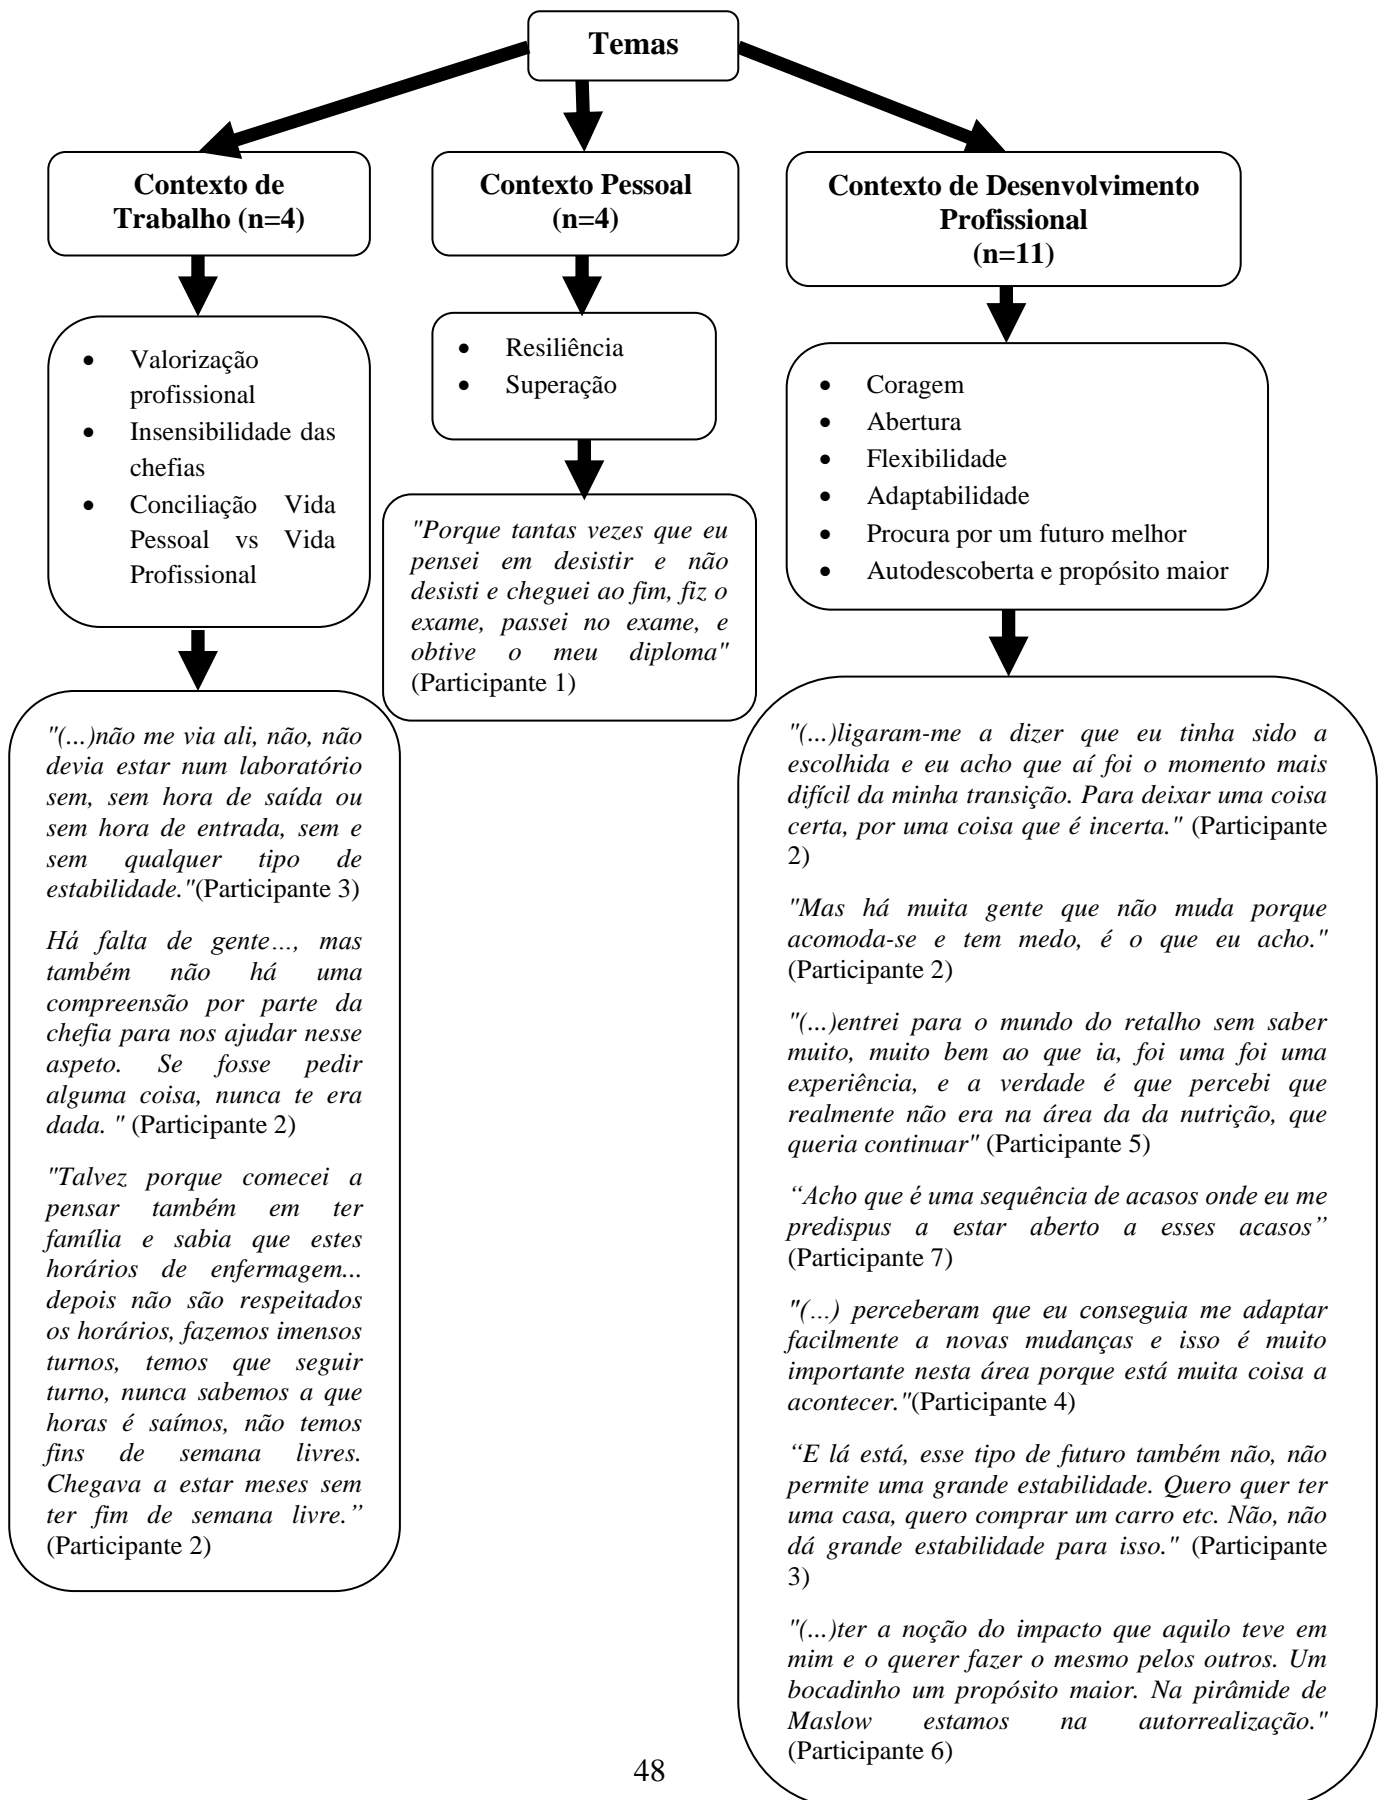 Temas
Contexto de
Trabalho (n=4)
Contexto Pessoal
(n=4)
Contexto de Desenvolvimento
Profissional
(n=11)
• Valorização
profissional
• Insensibilidade das
chefias
• Conciliação Vida
Pessoal vs Vida
Profissional
• Resiliência
• Superação
• Coragem
• Abertura
• Flexibilidade
• Adaptabilidade
• Procura por um futuro melhor
• Autodescoberta e propósito maior
"(...)não me via ali, não, não
devia estar num laboratório
sem, sem hora de saída ou
sem hora de entrada, sem e
sem qualquer tipo de
estabilidade."(Participante 3)
Há falta de gente…, mas
também não há uma
compreensão por parte da
chefia para nos ajudar nesse
aspeto. Se fosse pedir
alguma coisa, nunca te era
dada. " (Participante 2)
"Talvez porque comecei a
pensar também em ter
família e sabia que estes
horários de enfermagem...
depois não são respeitados
os horários, fazemos imensos
turnos, temos que seguir
turno, nunca sabemos a que
horas é saímos, não temos
fins de semana livres.
Chegava a estar meses sem
ter fim de semana livre.”
(Participante 2)
"Porque tantas vezes que eu
pensei em desistir e não
desisti e cheguei ao fim, fiz o
exame, passei no exame, e
obtive o meu diploma"
(Participante 1)
"(...)ligaram-me a dizer que eu tinha sido a
escolhida e eu acho que aí foi o momento mais
difícil da minha transição. Para deixar uma coisa
certa, por uma coisa que é incerta." (Participante
2)
"Mas há muita gente que não muda porque
acomoda-se e tem medo, é o que eu acho."
(Participante 2)
"(...)entrei para o mundo do retalho sem saber
muito, muito bem ao que ia, foi uma foi uma
experiência, e a verdade é que percebi que
realmente não era na área da da nutrição, que
queria continuar" (Participante 5)
“Acho que é uma sequência de acasos onde eu me
predispus a estar aberto a esses acasos”
(Participante 7)
"(…) perceberam que eu conseguia me adaptar
facilmente a novas mudanças e isso é muito
importante nesta área porque está muita coisa a
acontecer."(Participante 4)
“E lá está, esse tipo de futuro também não, não
permite uma grande estabilidade. Quero quer ter
uma casa, quero comprar um carro etc. Não, não
dá grande estabilidade para isso." (Participante
3)
"(...)ter a noção do impacto que aquilo teve em
mim e o querer fazer o mesmo pelos outros. Um
bocadinho um propósito maior. Na pirâmide de
Maslow estamos na autorrealização."
(Participante 6)
48